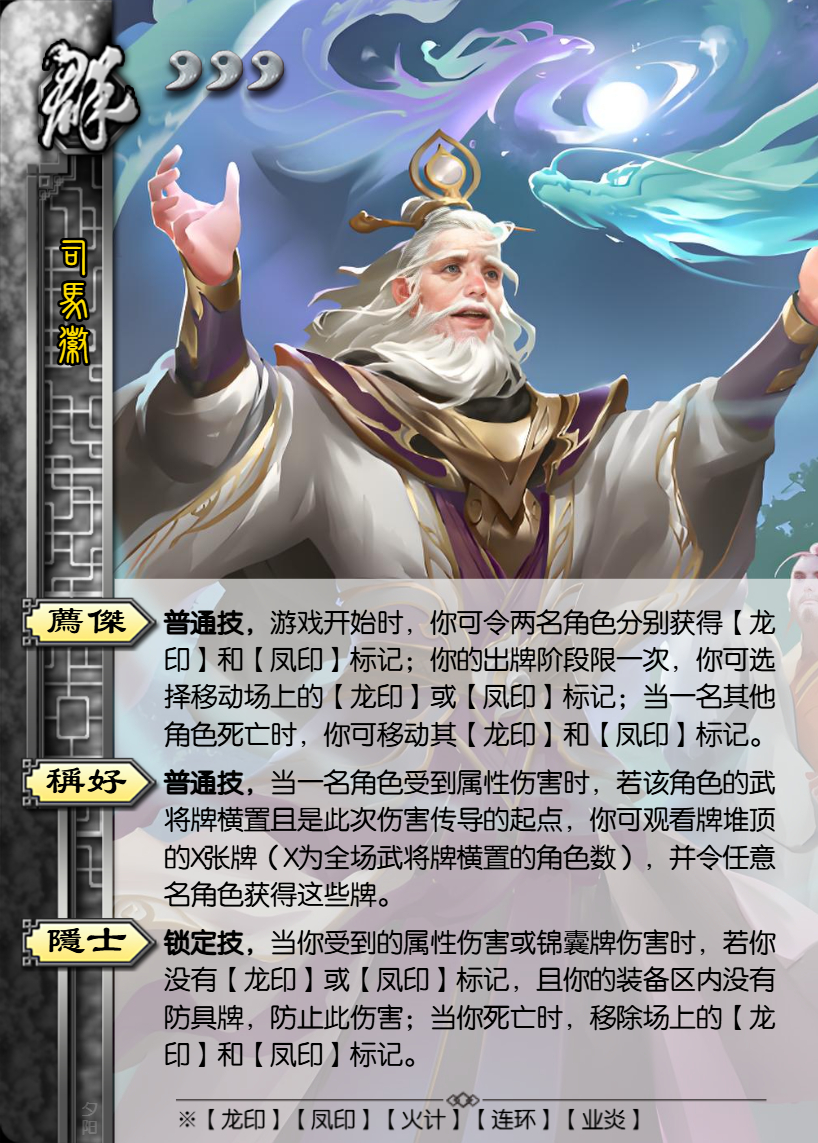 群
司馬徽
薦傑
普通技，游戏开始时，你可令两名角色分别获得【龙
印】和【凤印】标记；你的出牌阶段限一次，你可选
择移动场上的【龙印】或【凤印】标记；当一名其他
角色死亡时，你可移动其【龙印】和【凤印】标记。
稱好
普通技，当一名角色受到属性伤害时，若该角色的武
将牌横置且是此次伤害传导的起点，你可观看牌堆顶
的X张牌（X为全场武将牌横置的角色数），并令任意
名角色获得这些牌。
隱士
锁定技，当你受到的属性伤害或锦囊牌伤害时，若你
没有【龙印】或【凤印】标记，且你的装备区内没有
防具牌，防止此伤害；当你死亡时，移除场上的【龙
印】和【凤印】标记。
※【龙印】【凤印】【火计】【连环】【业炎】
夕阳